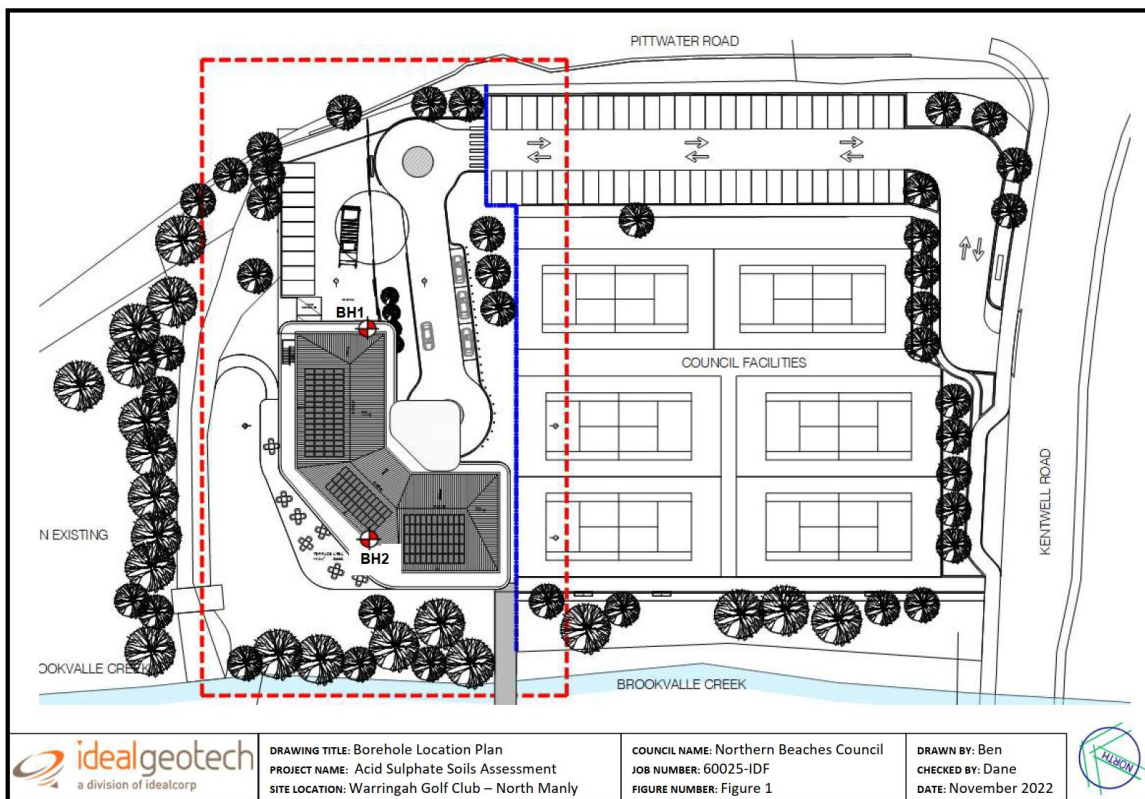 PITTWATER ROAD
BH1
COUNCIL FACILITIES
KENTWELL ROAD
N EXISTING
BH2
OOKVALLE CREEK
BROOKVALLE CREEK
idealgeotech
a division of idealcorp
DRAWING TITLE: Borehole Location Plan
PROJECT NAME: Acid Sulphate Soils Assessment
SITE LOCATION: Warringah Golf Club – North Manly
COUNCIL NAME: Northern Beaches Council
JOB NUMBER: 60025-IDF
FIGURE NUMBER: Figure 1
DRAWN BY: Ben
CHECKED BY: Dane
DATE: November 2022
NORTH